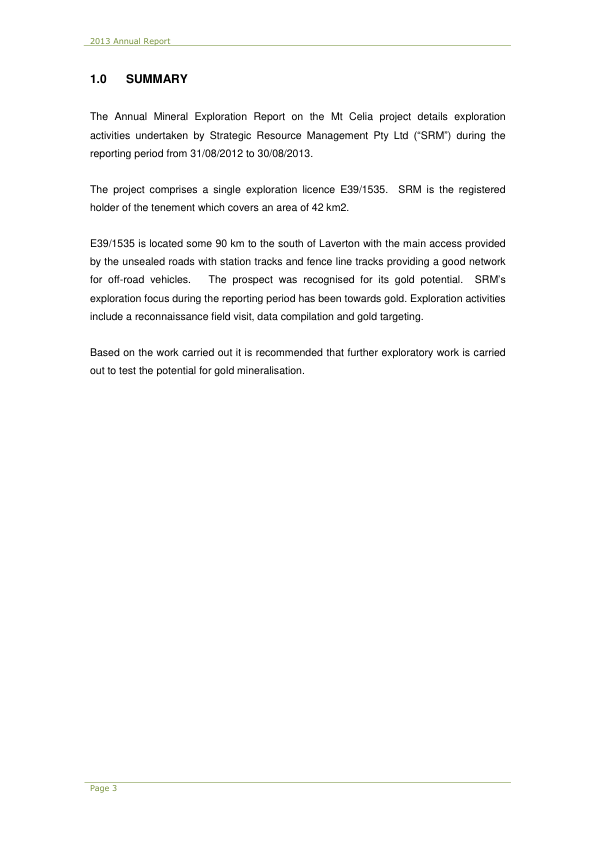 2013 Annual Report
1.0 SUMMARY
The Annual Mineral Exploration Report on the Mt Celia project details exploration
activities undertaken by Strategic Resource Management Pty Ltd (“SRM”) during the
reporting period from 31/08/2012 to 30/08/2013.
The project comprises a single exploration licence E39/1535. SRM is the registered
holder of the tenement which covers an area of 42 km2.
E39/1535 is located some 90 km to the south of Laverton with the main access provided
by the unsealed roads with station tracks and fence line tracks providing a good network
for off-road vehicles. The prospect was recognised for its gold potential. SRM’s
exploration focus during the reporting period has been towards gold. Exploration activities
include a reconnaissance field visit, data compilation and gold targeting.
Based on the work carried out it is recommended that further exploratory work is carried
out to test the potential for gold mineralisation.
Page 3